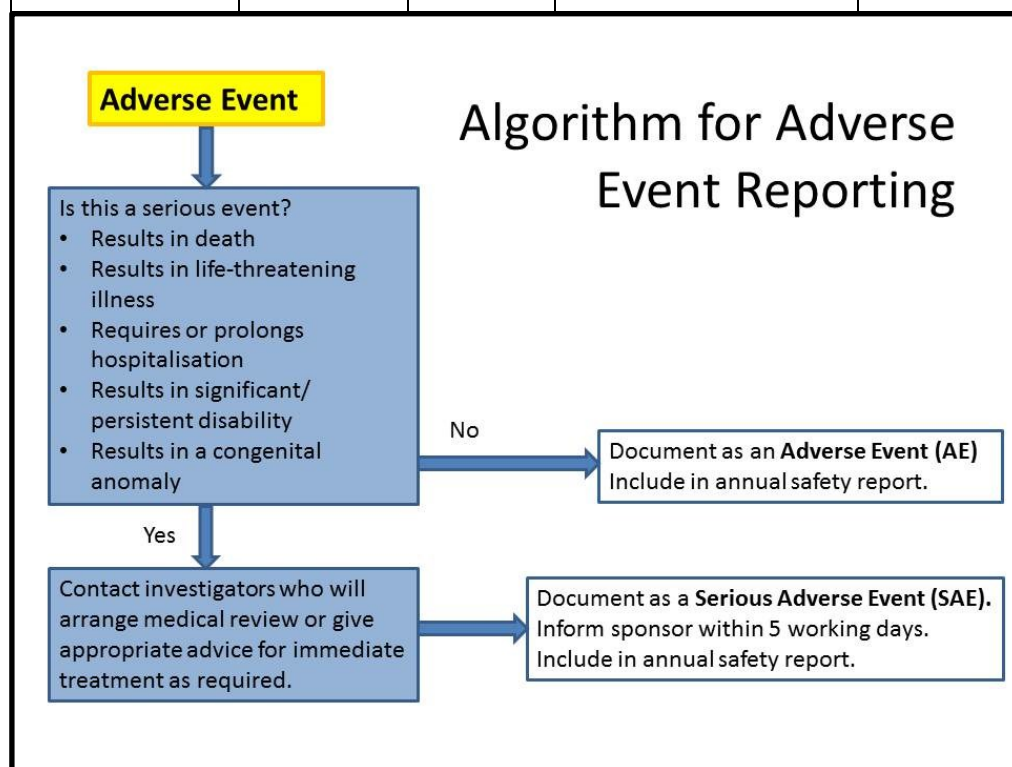 Adverse Event
Algorithm for Adverse
Event Reporting
Is this a serious event?
• Results in death
• Results in life-threatening
illness
• Requires or prolongs
hospitalisation
• Results in significant/
persistent disability
• Results in a congenital
anomaly
No
Document as an Adverse Event (AE)
Include in annual safety report.
Yes
Contact investigators who will
arrange medical review or give
appropriate advice for immediate
treatment as required.
Document as a Serious Adverse Event (SAE).
Inform sponsor within 5 working days.
Include in annual safety report.